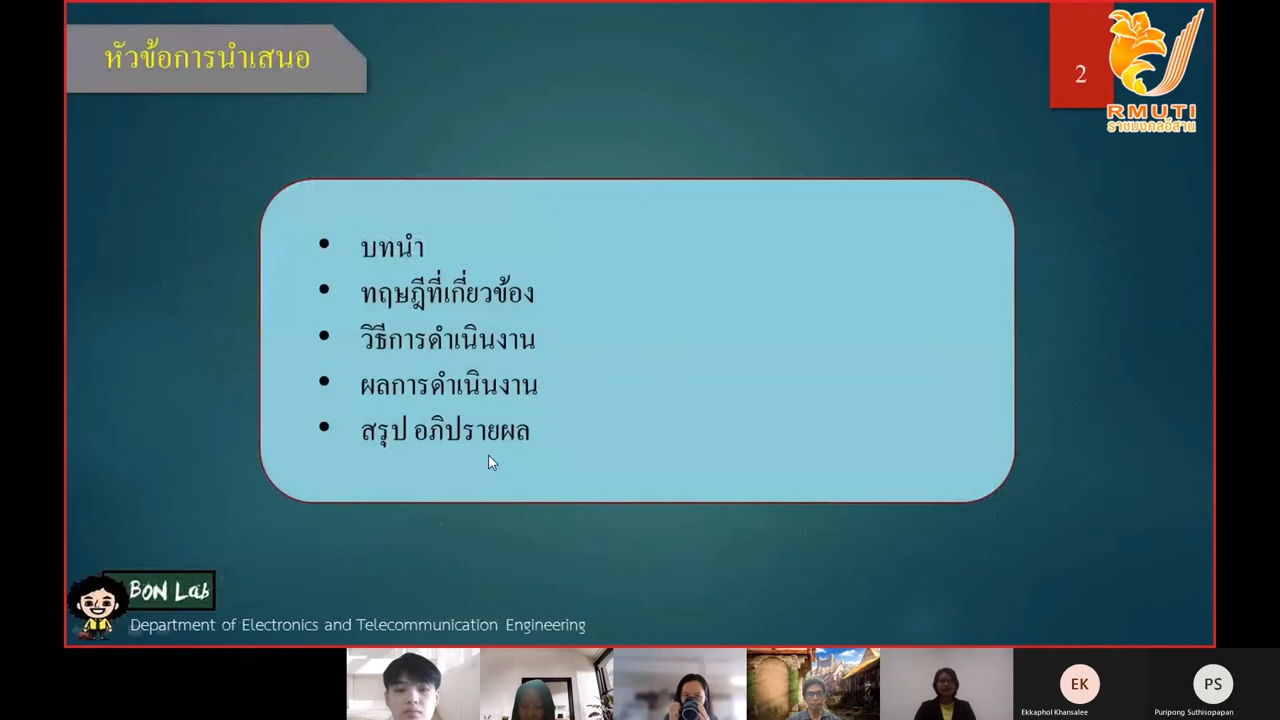 หัวข้อการนำเสนอ
2
RMUTI
ราชมงคลอีสาน
• บทนำ
• ทฤษฎีที่เกี่ยวข้อง
• วิธีการดำเนินงาน
• ผลการดำเนินงาน
• สรุป อภิปรายผล
BON Lab
Department of Electronics and Telecommunication Engineering
EK
PS
Ekkaphol Khansalee
Puripong Suthisopapan